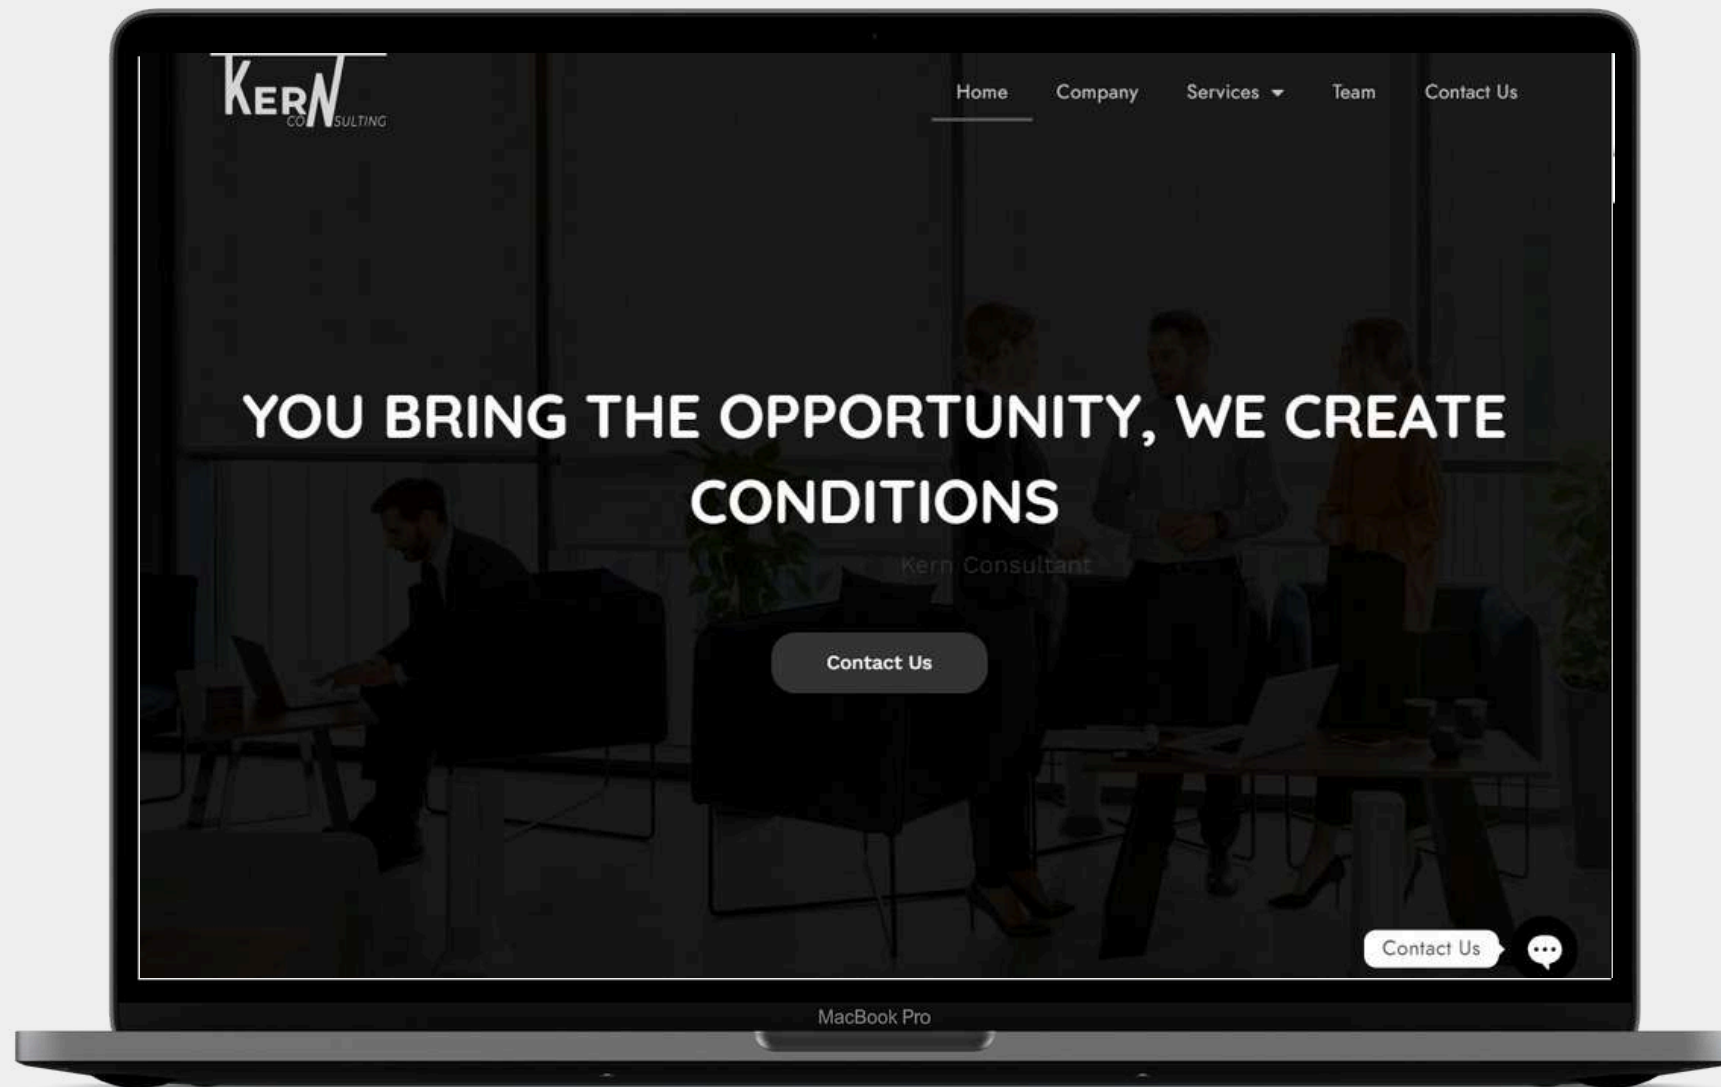 KERN
CONSULTING
Home Company Services Team Contact Us
YOU BRING THE OPPORTUNITY, WE CREATE
CONDITIONS
Kern Consultant
Contact Us
Contact Us
MacBook Pro